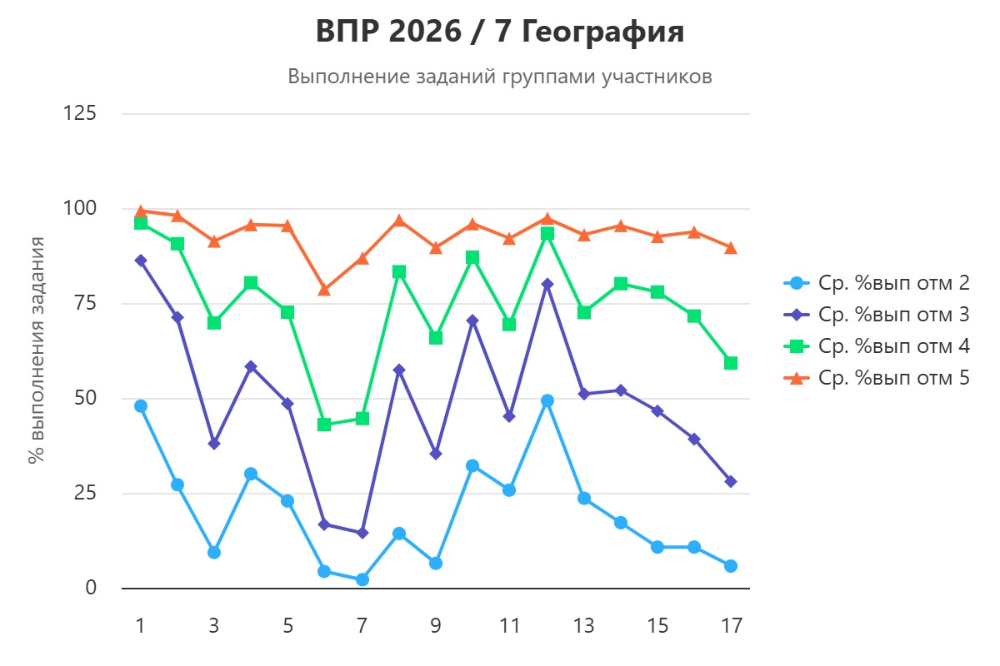 ВПР 2026 / 7 География
Выполнение заданий группами участников
% выполнения задания
125
100
75
50
25
0
1 3 5 7 9 11 13 15 17
Ср. %вып отм 2
Ср. %вып отм 3
Ср. %вып отм 4
Ср. %вып отм 5